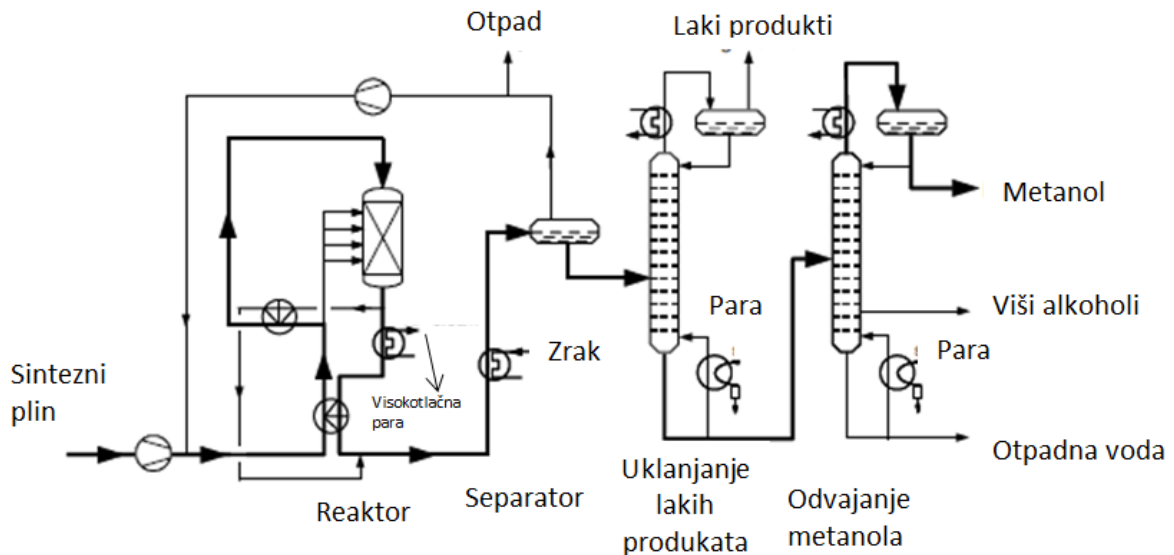 Otpad
Laki produkti
Metanol
Viši alkoholi
Para
Para
Zrak
Sintezni
plin
Visokotlačna
para
Otpadna voda
Reaktor
Separator
Uklanjanje
lakih
produkata
Odvajanje
metanola